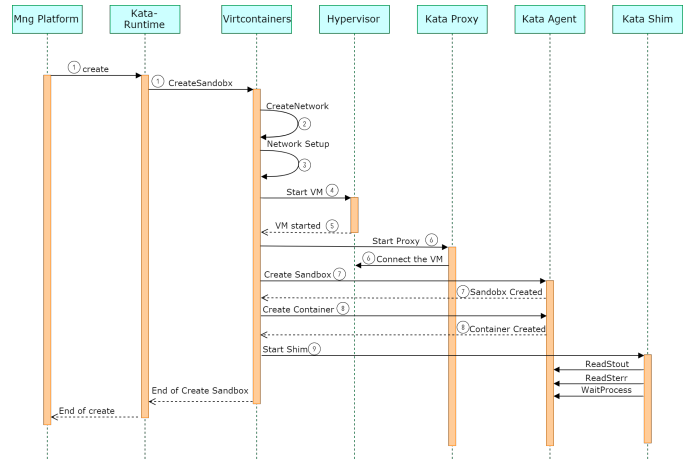 Mng Platform
Kata-
Runtime
Virtcontainers
Hypervisor
Kata Proxy
Kata Agent
Kata Shim
1 create
1 CreateSandobx
CreateNetwork
2
Network Setup
3
Start VM 4
VM started 5
Start Proxy 6
6 Connect the VM
Create Sandbox 7
7 Sandobx Created
Create Container 8
8 Container Created
Start Shim 9
ReadStout
ReadSterr
WaitProcess
End of Create Sandbox
End of create